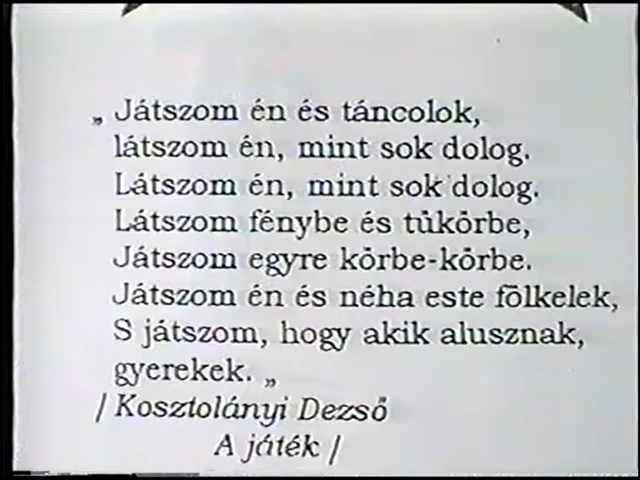 „ Játszom én és táncolok,
látszom én, mint sok dolog.
Látszom én, mint sok dolog.
Látszom fénybe és tükörbe,
Játszom egyre körbe-körbe.
Játszom én és néha este fölkelek,
S játszom, hogy akik alusznak,
gyerekek. „
/ Kosztolányi Dezső
A játék /